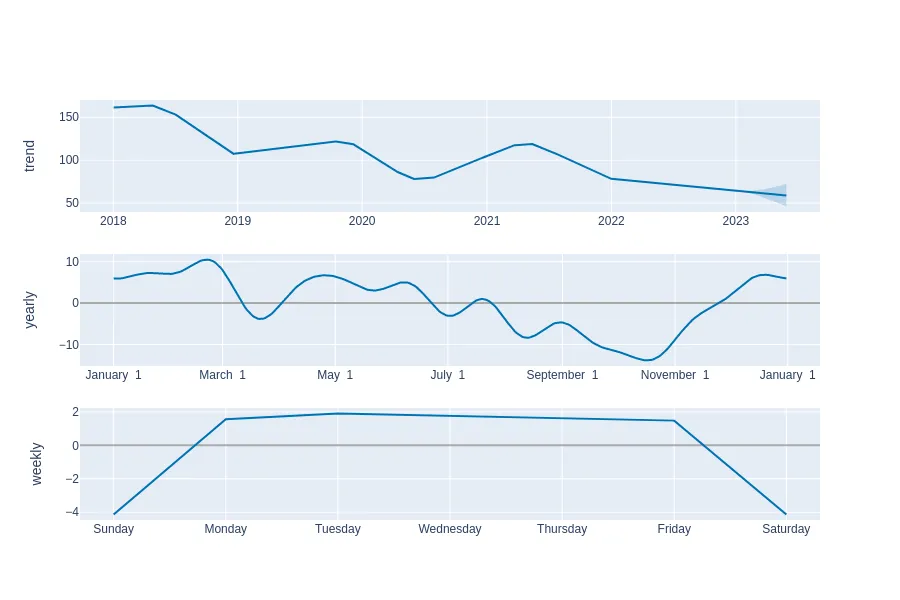 trend
150
100
50
2018 2019 2020 2021 2022 2023
yearly
10
0
−10
January 1 March 1 May 1 July 1 September 1 November 1 January 1
weekly
2
0
−2
−4
Sunday Monday Tuesday Wednesday Thursday Friday Saturday